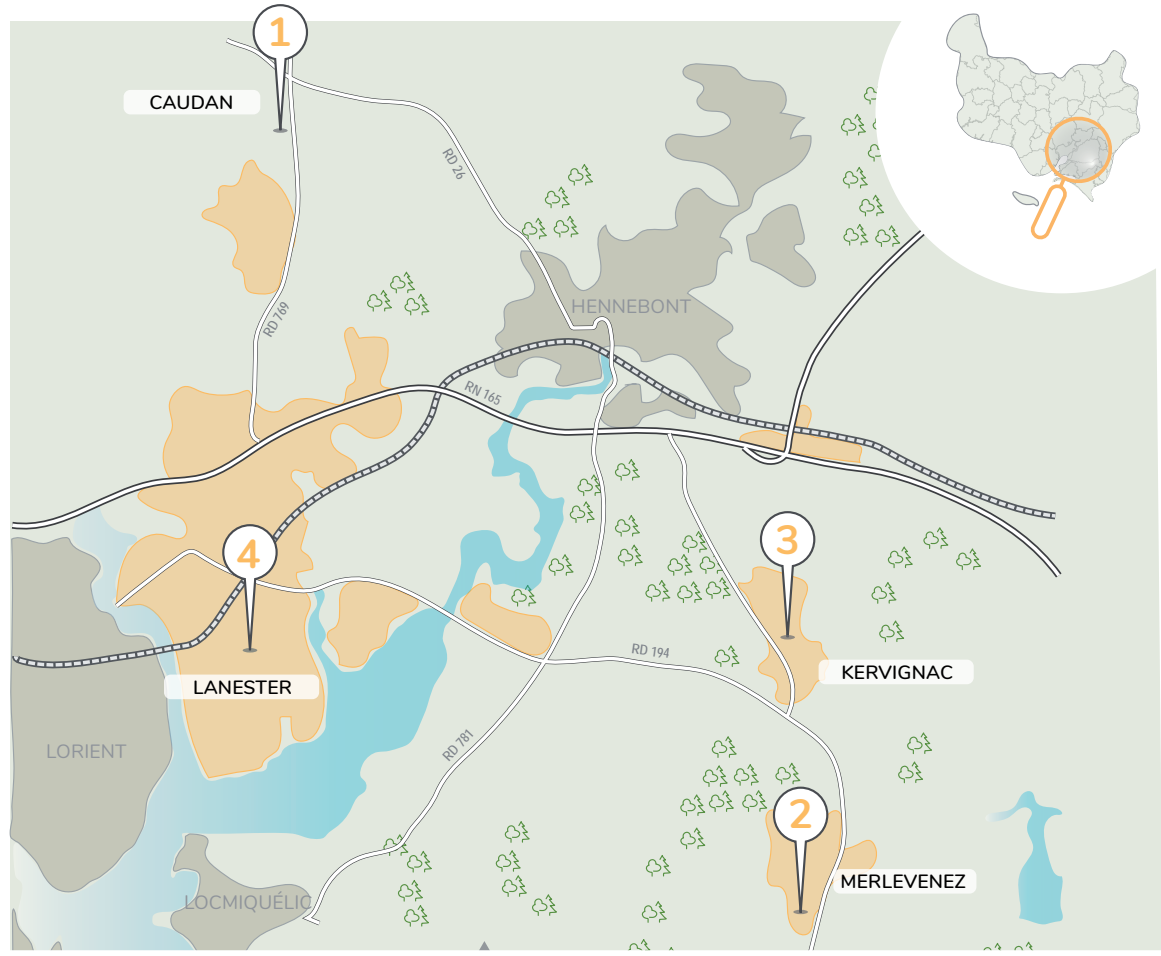 1
CAUDAN
RD 26
HENNEBONT
RD 769
RN 165
4
3
RD 194
KERVIGNAC
LANESTER
LORIENT
RD 781
2
MERLEVENEZ
LOCMIQUÉLIC